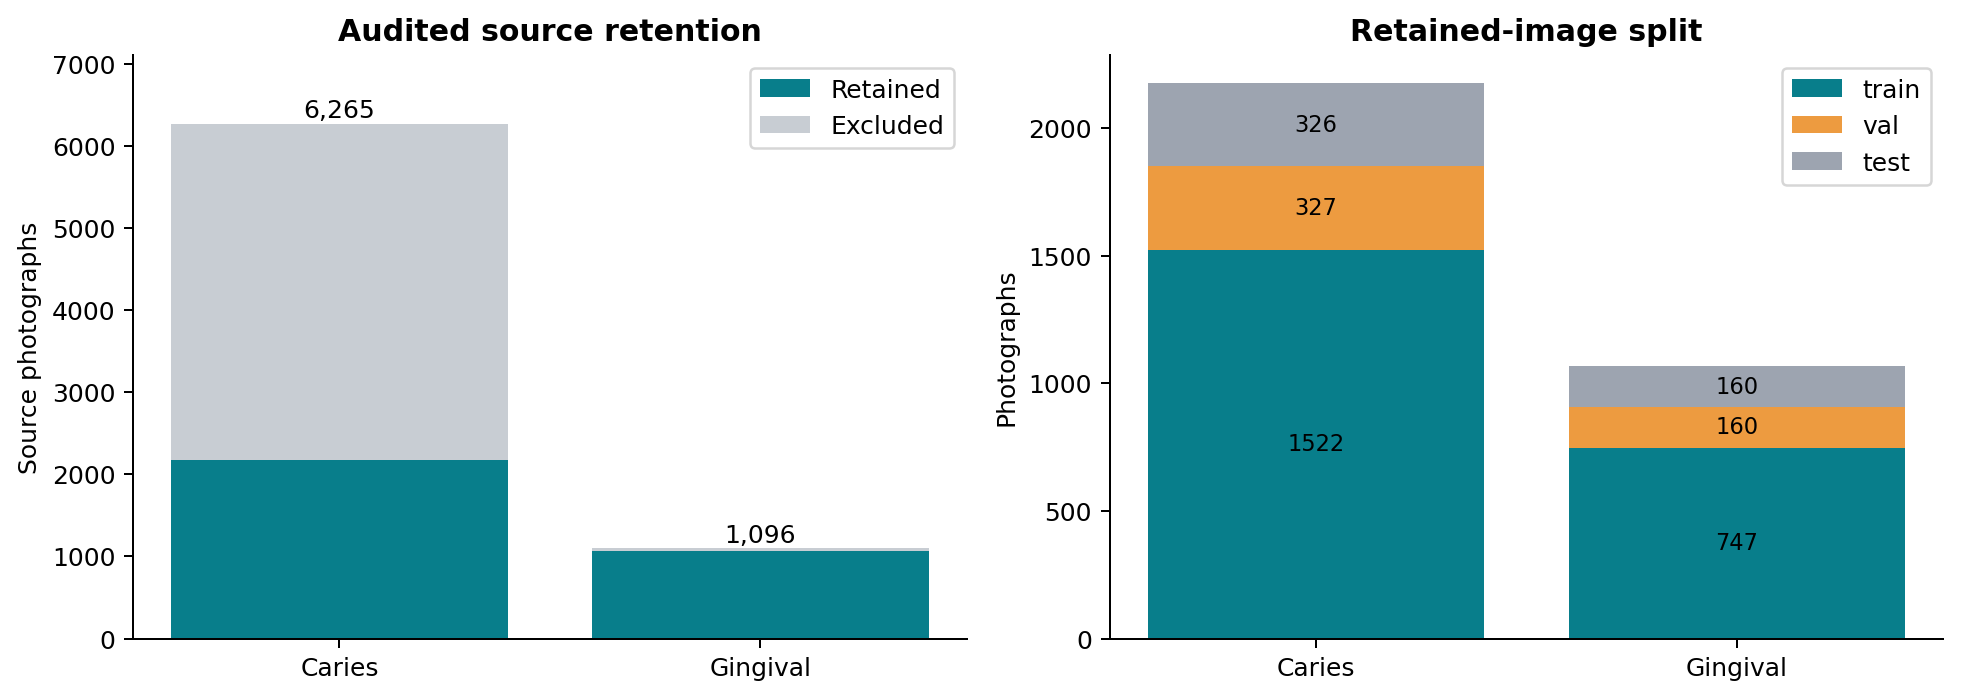 Audited source retention
Source photographs
7000
6000
5000
4000
3000
2000
1000
0
6,265
1,096
Retained
Excluded
Caries
Gingival
Retained-image split
Photographs
2000
1500
1000
500
0
326
327
1522
160
160
747
train
val
test
Caries
Gingival